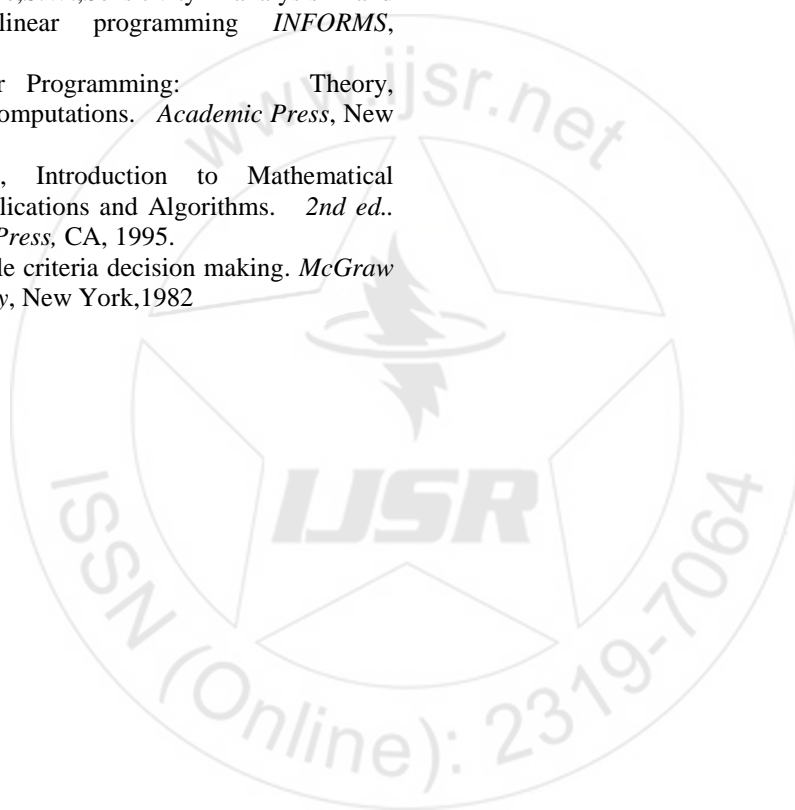 linear programming INFORMS,
r Programming: Theory,
omputations. Academic Press, New
, Introduction to Mathematical
lications and Algorithms. 2nd ed..
Press, CA, 1995.
le criteria decision making. McGraw
y, New York,1982
www.ijsr.net
IJSR
ISSN (Online): 2319-7064